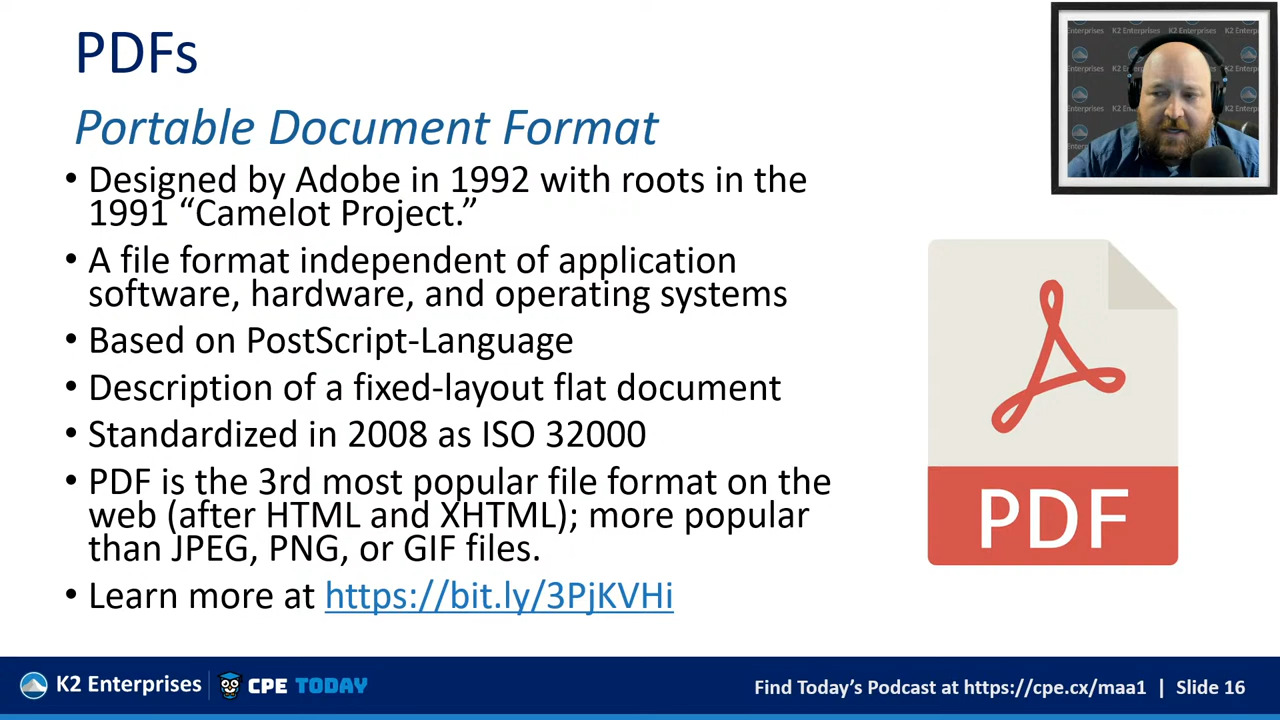 PDFs
Portable Document Format
• Designed by Adobe in 1992 with roots in the
1991 “Camelot Project.”
• A file format independent of application
software, hardware, and operating systems
• Based on PostScript-Language
• Description of a fixed-layout flat document
• Standardized in 2008 as ISO 32000
• PDF is the 3rd most popular file format on the
web (after HTML and XHTML); more popular
than JPEG, PNG, or GIF files.
• Learn more at https://bit.ly/3PjKVHi
K2 Enterprises
K2 Enterprises
PDF
K2 Enterprises | CPE TODAY
Find Today’s Podcast at https://cpe.cx/maa1 | Slide 16